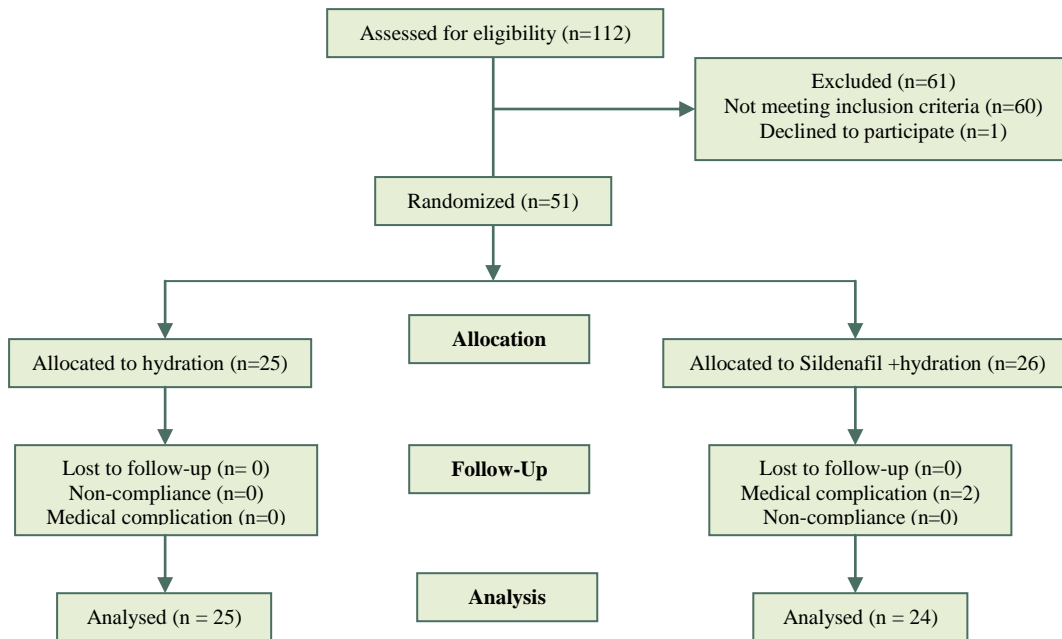 Assessed for eligibility (n=112)
Excluded (n=61)
Not meeting inclusion criteria (n=60)
Declined to participate (n=1)
Randomized (n=51)
Allocation
Allocated to hydration (n=25)
Allocated to Sildenafil +hydration (n=26)
Lost to follow-up (n= 0)
Non-compliance (n=0)
Medical complication (n=0)
Follow-Up
Lost to follow-up (n=0)
Medical complication (n=2)
Non-compliance (n=0)
Analysis
Analysed (n = 25)
Analysed (n = 24)